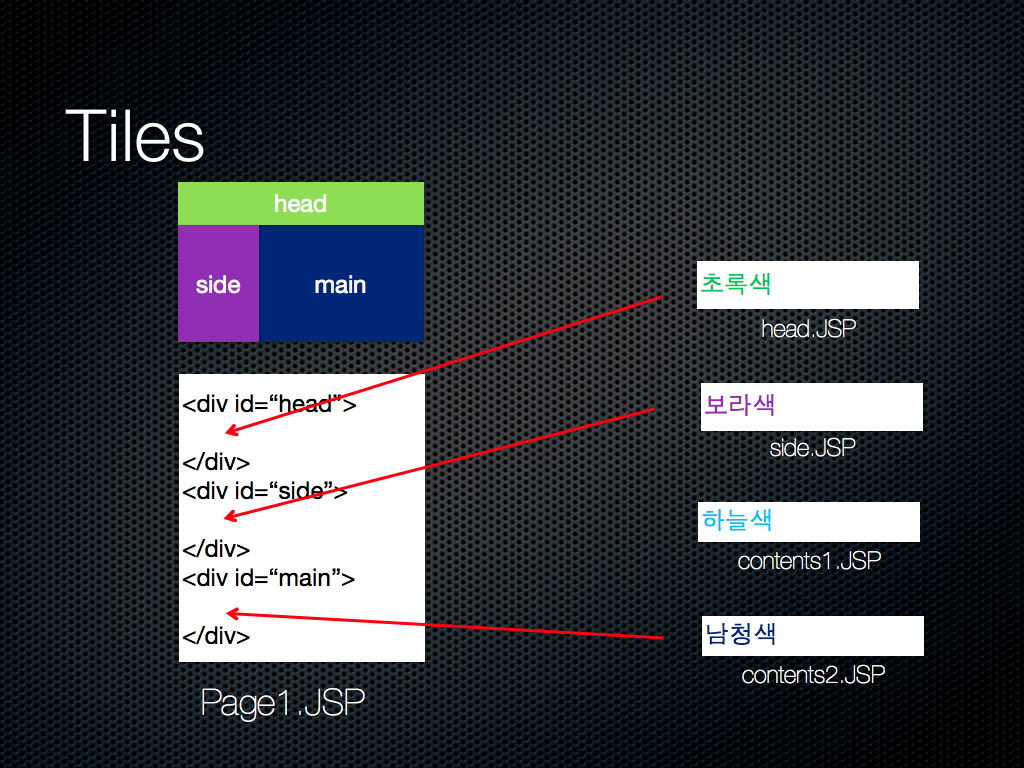 Tiles
head
side
main
<div id=“head”>
</div>
<div id=“side”>
</div>
<div id=“main”>
</div>
Page1.JSP
초록색
head.JSP
보라색
side.JSP
하늘색
contents1.JSP
남청색
contents2.JSP